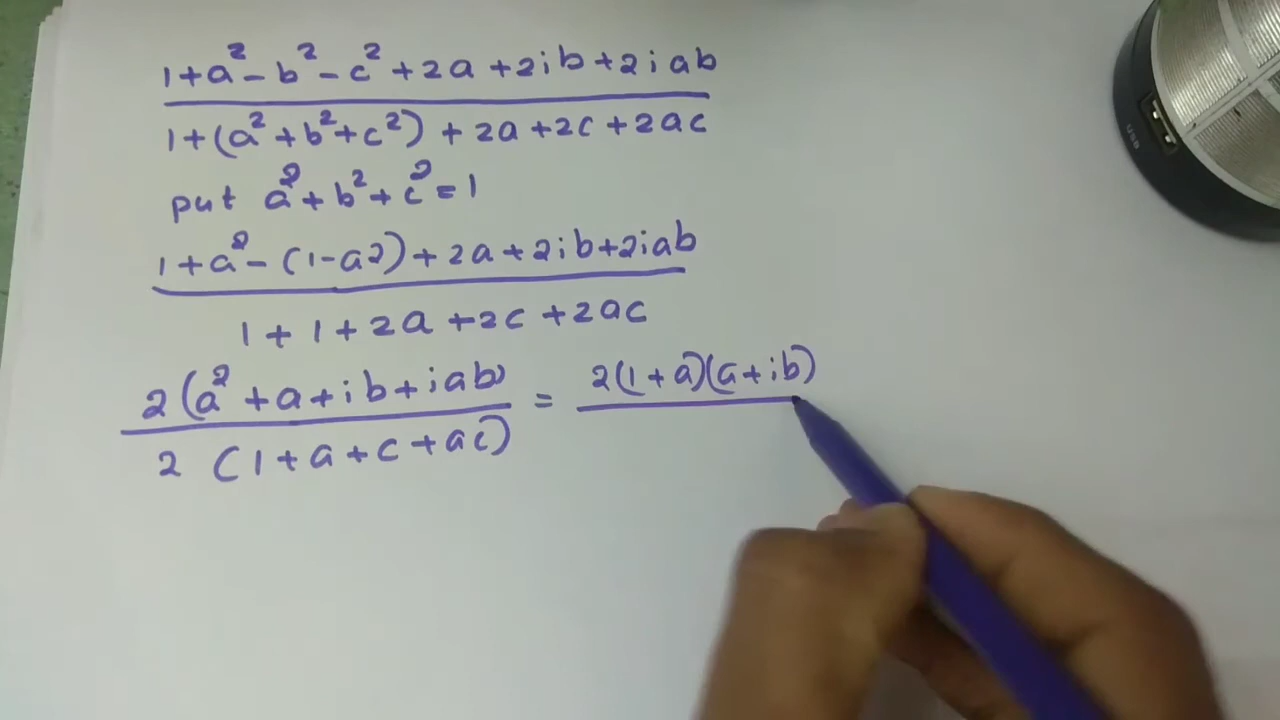 1+a²-b²-c²+2a+2ib+2iab
1+(a²+b²+c²)+2a+2c+2ac
put a²+b²+c²=1
1+a²-(1-a2)+2a+2ib+2iab
1+1+2a+2c+2ac
2(a²+a+ib+iab) = 2(1+a)(a+ib)
2 (1+a+c+ac)
USB